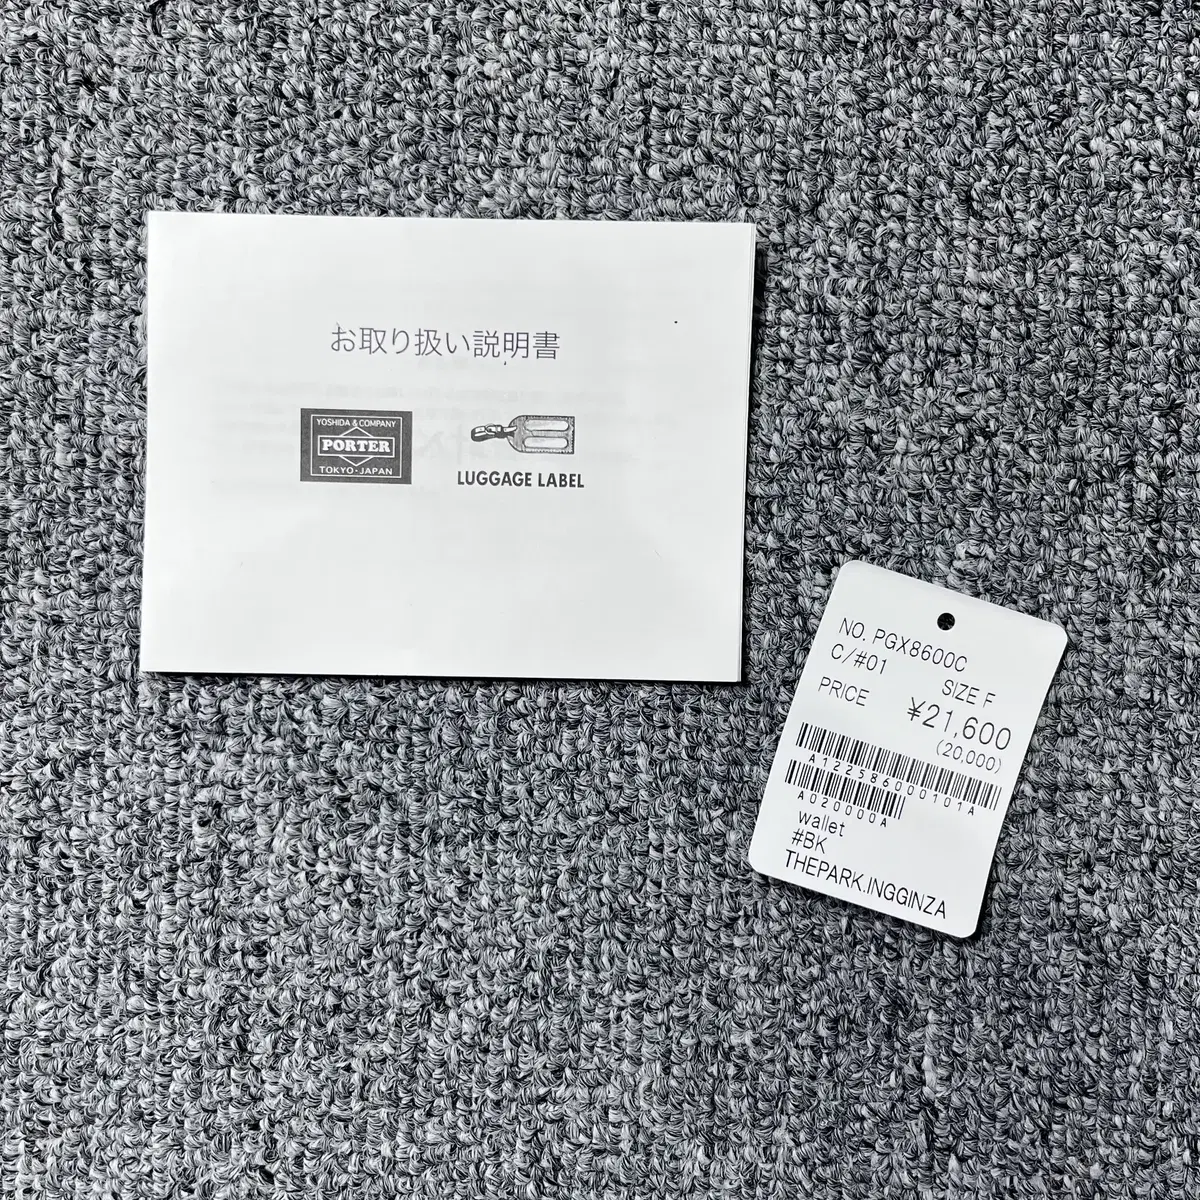 お取り扱い説明書
YOSHIDA & COMPANY
PORTER
TOKYO・JAPAN
LUGGAGE LABEL
NO. PGX8600C
C/#01
SIZE F
PRICE ¥21,600
(20,000)
A122586000101A
A020000A
wallet
#BK
THEPARK.INGGINZA